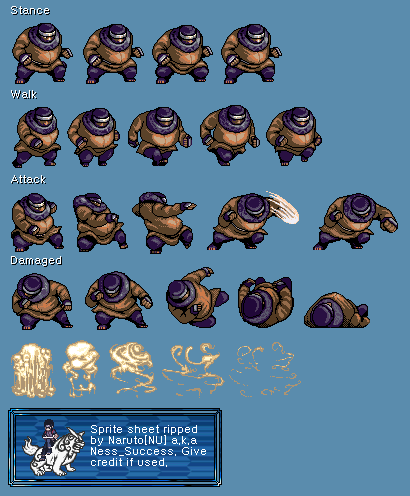 Stance
Walk
Attack
Damaged
Sprite sheet ripped
by Naruto[NU] a,k,a
Ness_Success, Give
credit if used,